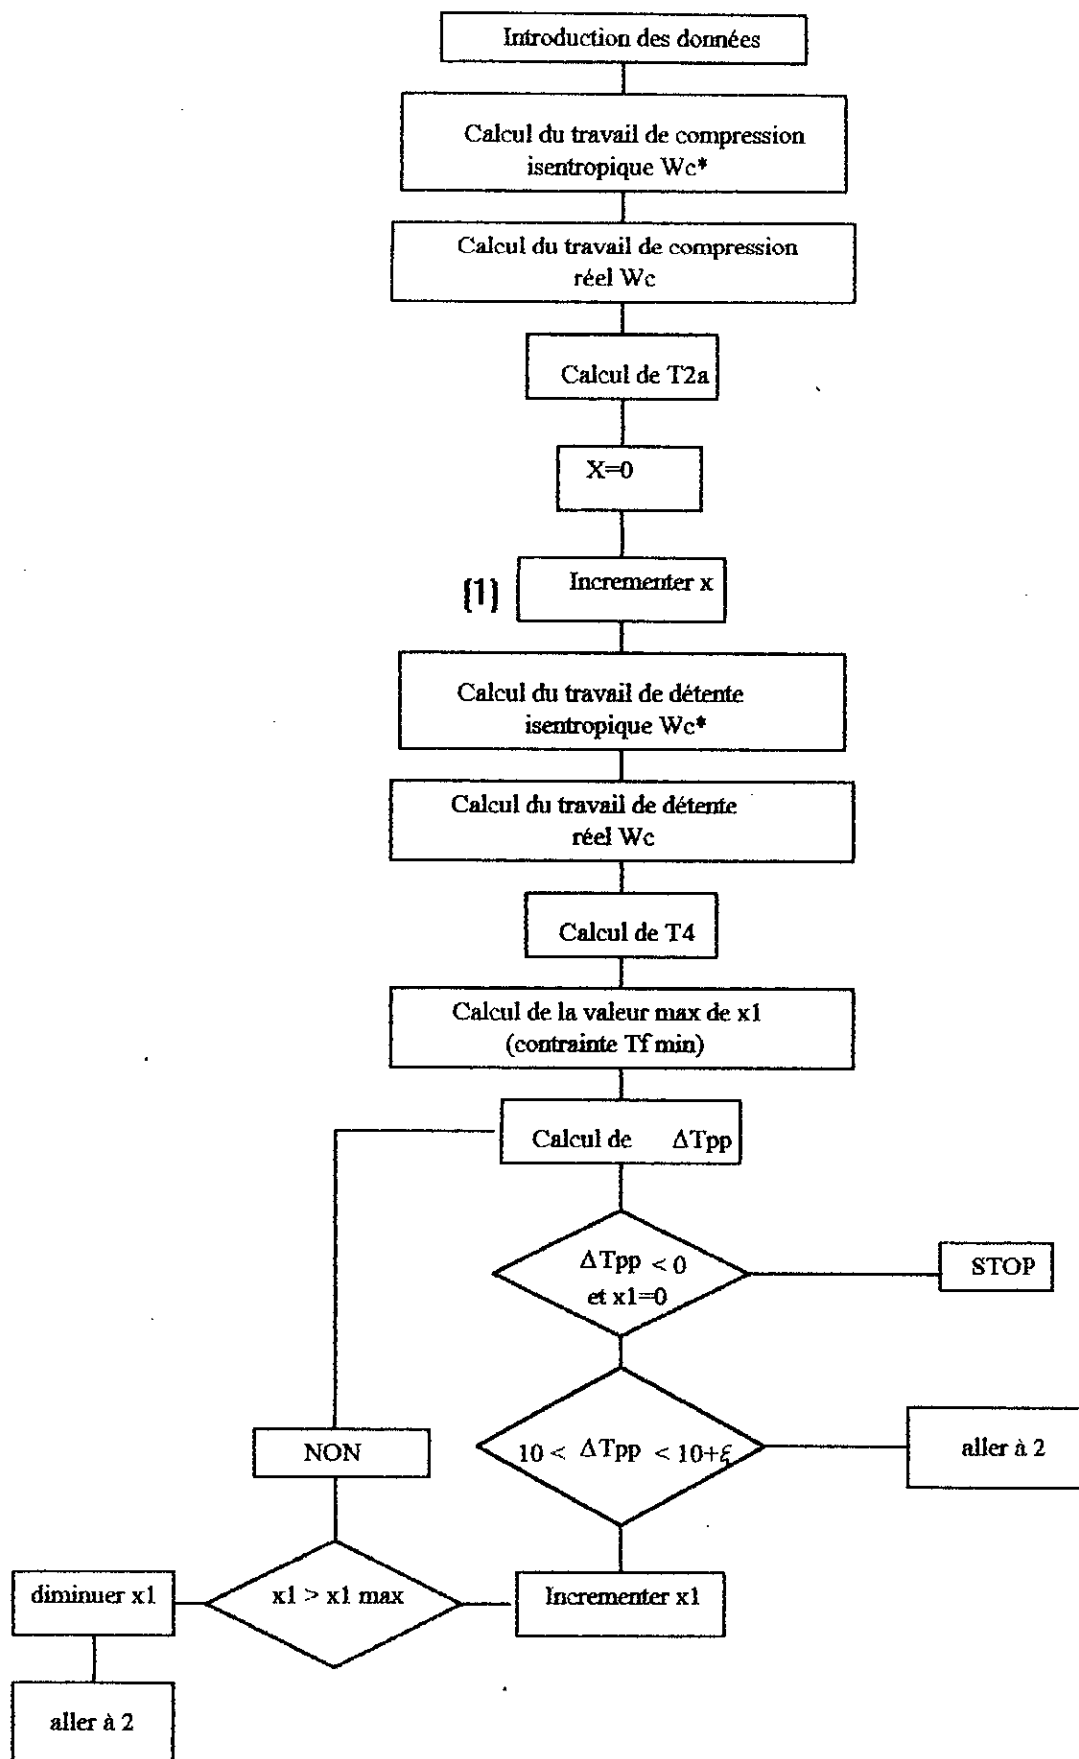 Introduction des données
Calcul du travail de compression
isentropique Wc*
Calcul du travail de compression
réel Wc
Calcul de T2a
X=0
(1)
Incrementer x
Calcul du travail de détente
isentropique Wc*
Calcul du travail de détente
réel Wc
Calcul de T4
Calcul de la valeur max de x1
(contrainte Tf min)
Calcul de ΔTpp
ΔTpp < 0
et x1=0
STOP
10 < ΔTpp < 10+ξ
aller à 2
NON
diminuer x1
x1 > x1 max
Incrementer x1
aller à 2